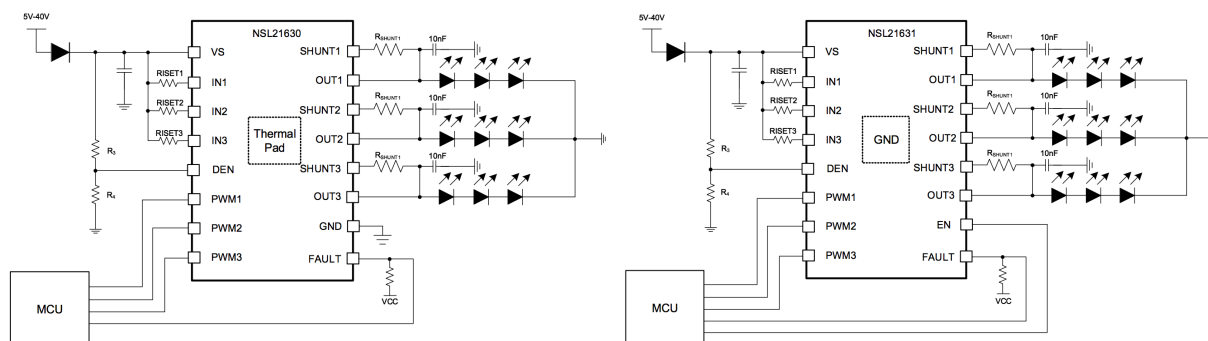 5V-40V
NSL21630
VS
IN1
IN2
IN3
DEN
PWM1
PWM2
PWM3
RISET1
RISET2
RISET3
R3
R4
Thermal
Pad
SHUNT1
OUT1
SHUNT2
OUT2
SHUNT3
OUT3
GND
FAULT
RSHUNT1
10nF
RSHUNT1
10nF
RSHUNT1
10nF
VCC
MCU
5V-40V
NSL21631
VS
IN1
IN2
IN3
DEN
PWM1
PWM2
PWM3
RISET1
RISET2
RISET3
R3
R4
GND
SHUNT1
OUT1
SHUNT2
OUT2
SHUNT3
OUT3
EN
FAULT
RSHUNT1
10nF
RSHUNT1
10nF
RSHUNT1
10nF
VCC
MCU